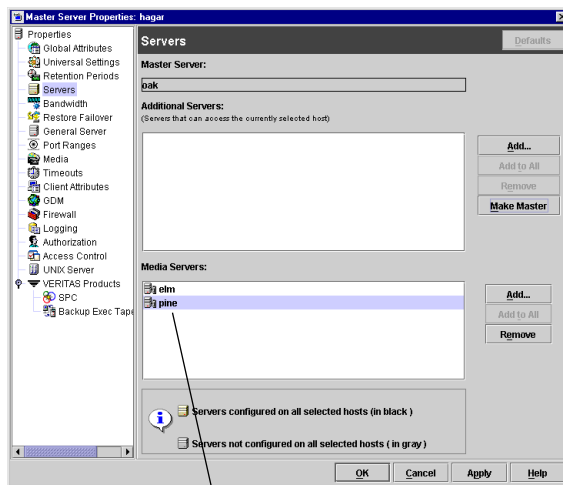 Master Server Properties: hagar
Properties
Global Attributes
Universal Settings
Retention Periods
Servers
Bandwidth
Restore Failover
General Server
Port Ranges
Media
Timeouts
Client Attributes
GDM
Firewall
Logging
Authorization
Access Control
UNIX Server
VERITAS Products
SPC
Backup Exec Tape
Servers
Defaults
Master Server:
oak
Additional Servers:
(Servers that can access the currently selected host)
Add...
Add to All
Remove
Make Master
Media Servers:
elm
pine
Add...
Add to All
Remove
Servers configured on all selected hosts (in black )
Servers not configured on all selected hosts ( in gray )
OK
Cancel
Apply
Help